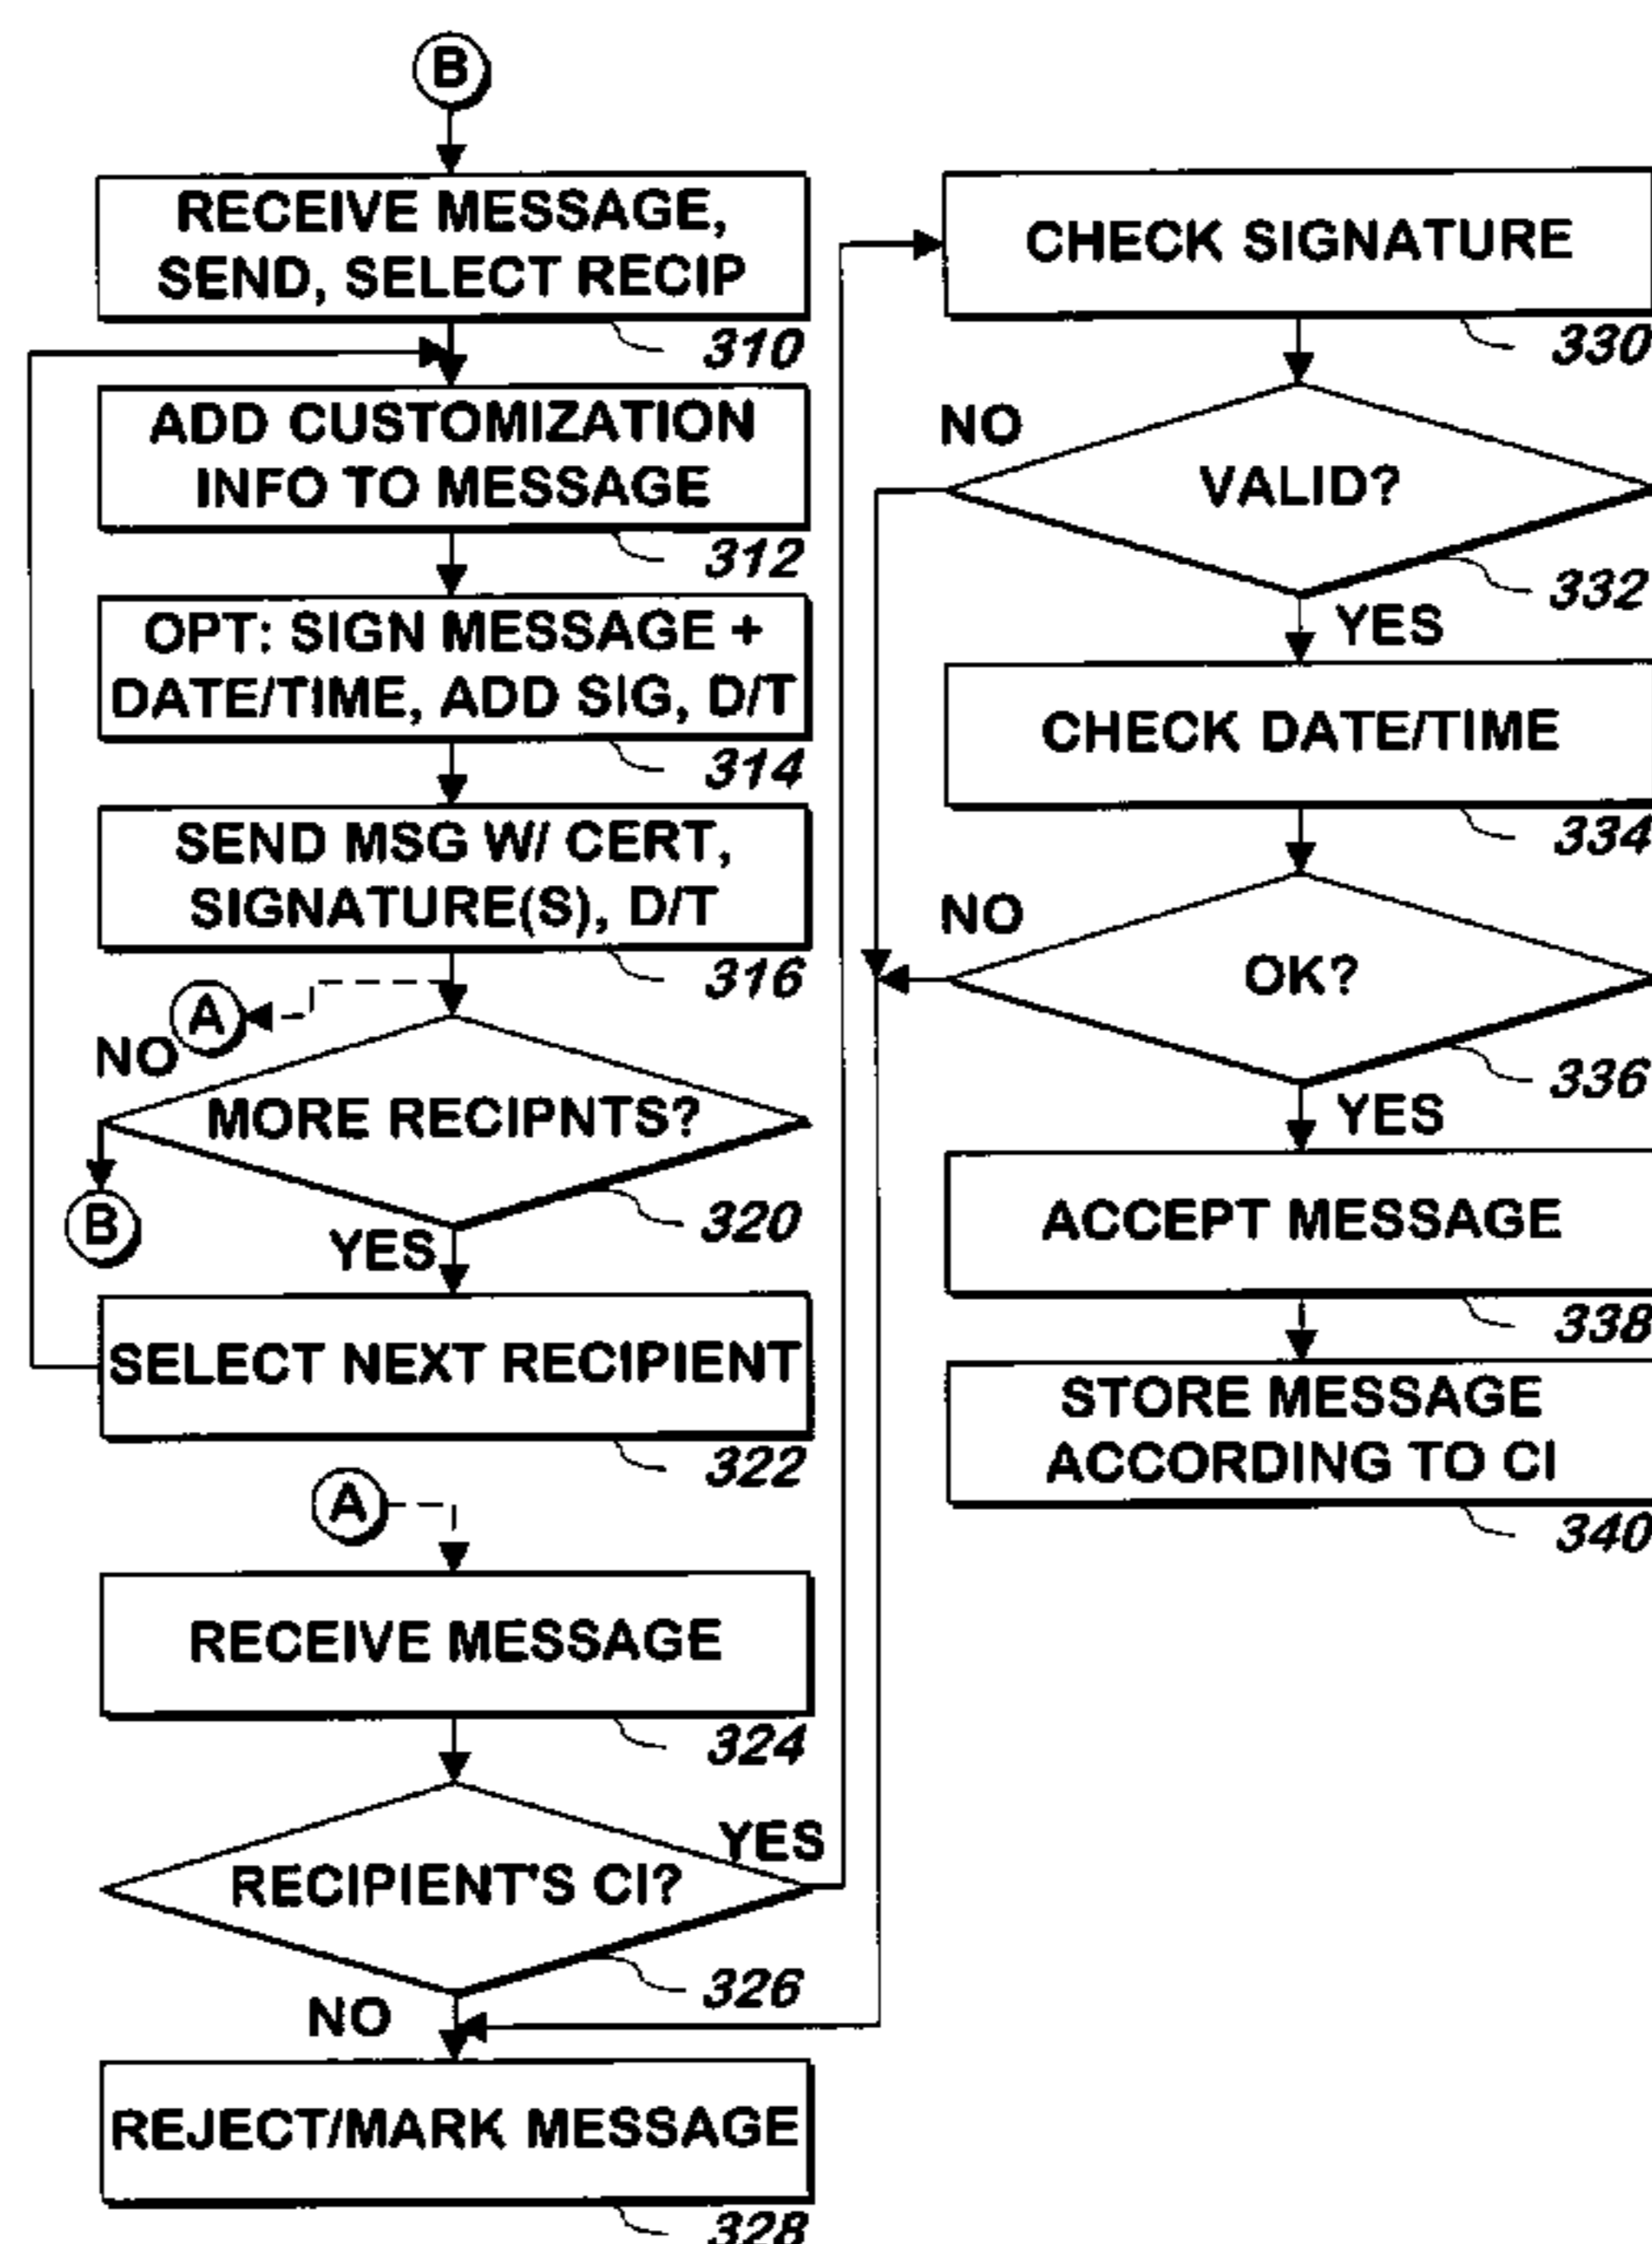 B
RECEIVE MESSAGE,
SEND, SELECT RECIP
310
ADD CUSTOMIZATION
INFO TO MESSAGE
312
OPT: SIGN MESSAGE +
DATE/TIME, ADD SIG, D/T
314
SEND MSG W/ CERT,
SIGNATURE(S), D/T
316
A
NO
MORE RECIPNTS?
320
B
YES
SELECT NEXT RECIPIENT
322
A
RECEIVE MESSAGE
324
YES
RECIPIENT'S CI?
326
NO
REJECT/MARK MESSAGE
328
CHECK SIGNATURE
330
NO
VALID?
332
YES
CHECK DATE/TIME
334
NO
OK?
336
YES
ACCEPT MESSAGE
338
STORE MESSAGE
ACCORDING TO CI
340